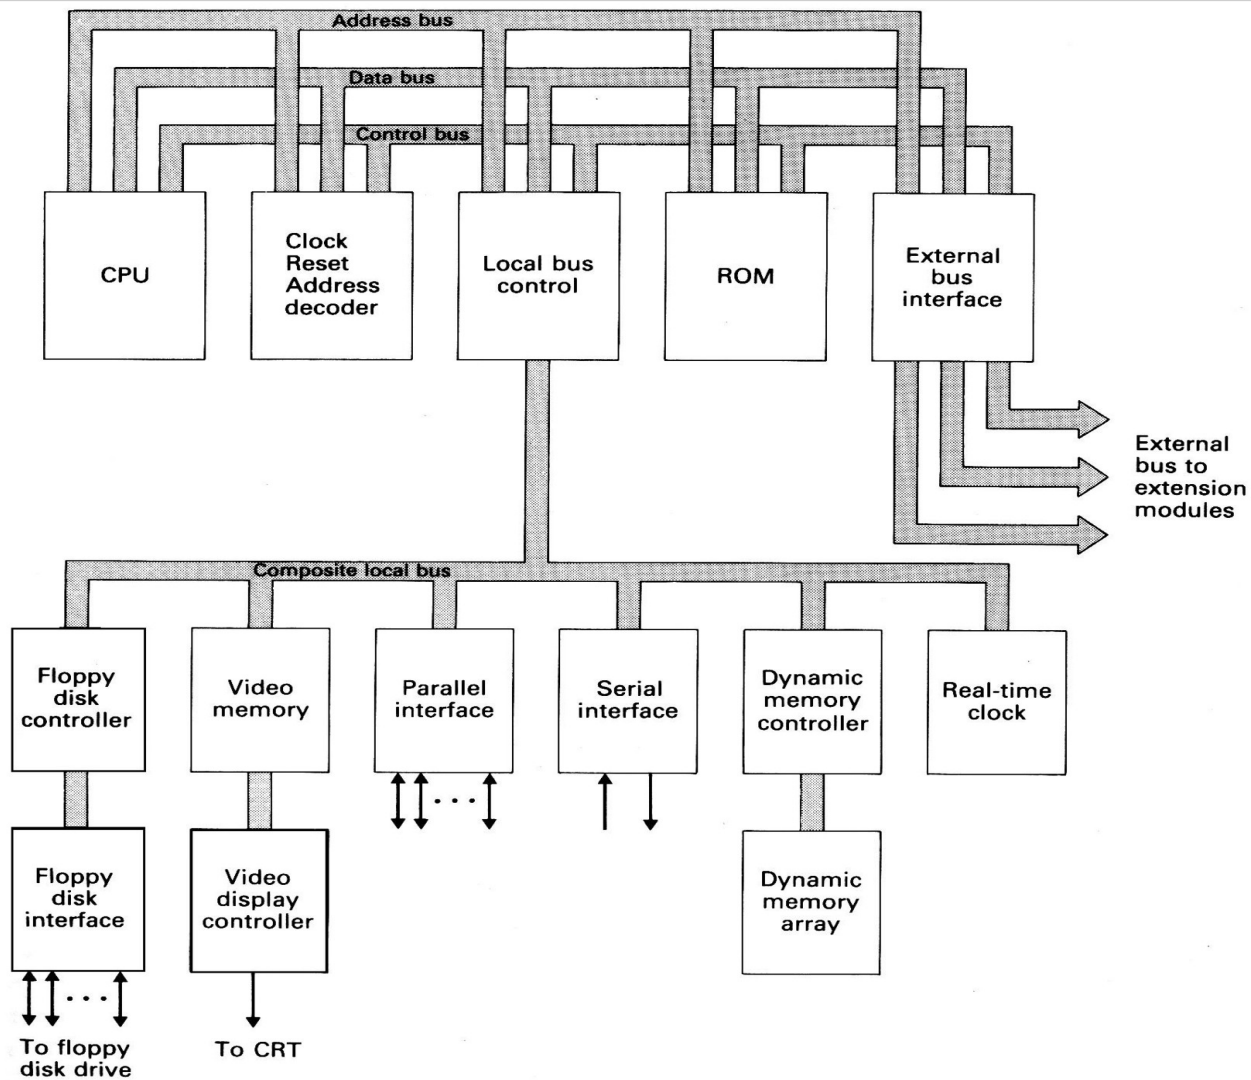 Address bus
Data bus
Control bus
CPU
Clock
Reset
Address
decoder
Local bus
control
ROM
External
bus
interface
External
bus to
extension
modules
Composite local bus
Floppy
disk
controller
Video
memory
Parallel
interface
Serial
interface
Dynamic
memory
controller
Real-time
clock
Floppy
disk
interface
Video
display
controller
Dynamic
memory
array
To floppy
disk drive
To CRT